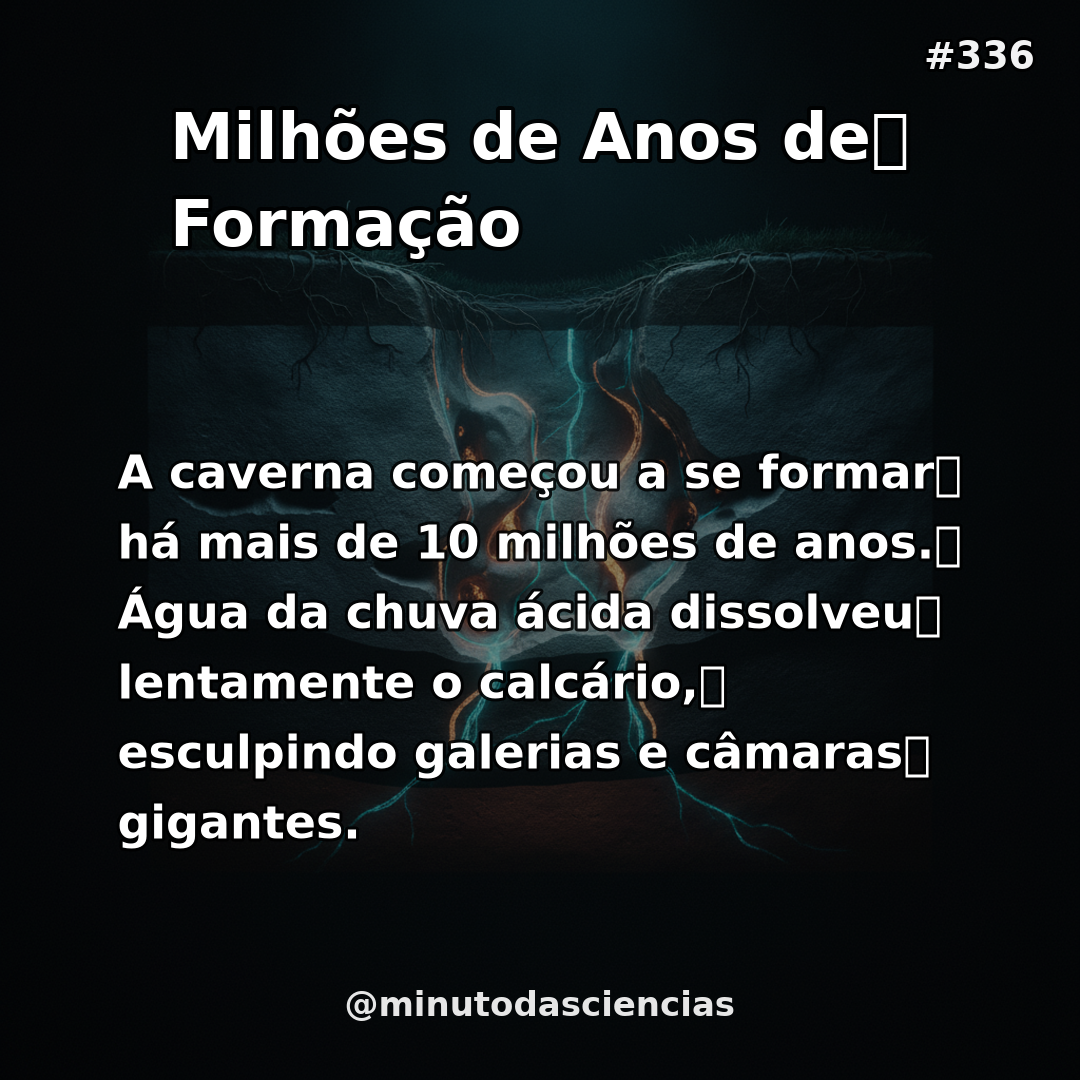 #336
Milhões de Anos de▯
Formação
A caverna começou a se formar▯
há mais de 10 milhões de anos.▯
Água da chuva ácida dissolveu▯
lentamente o calcário,▯
esculpindo galerias e câmaras▯
gigantes.
@minutodasciencias